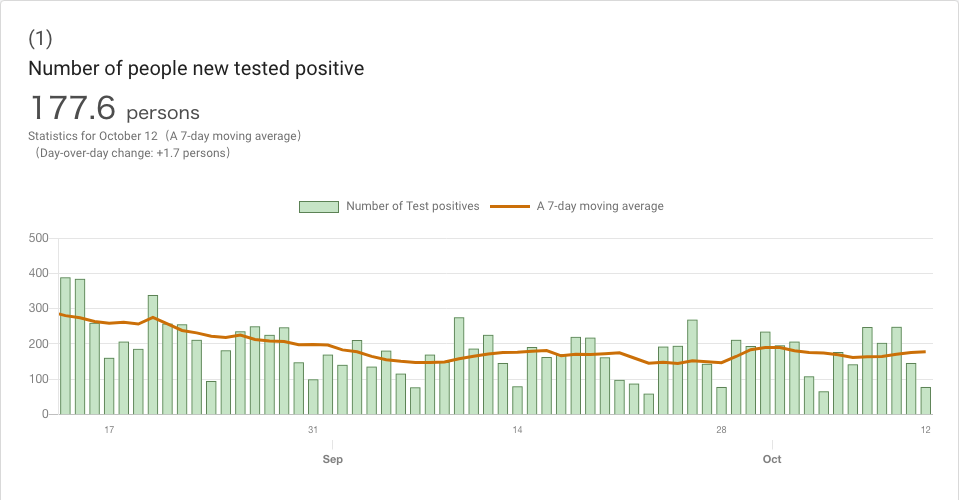 (1)
Number of people new tested positive
177.6 persons
Statistics for October 12（A 7-day moving average）
（Day-over-day change: +1.7 persons）
Number of Test positives A 7-day moving average
500
400
300
200
100
0
17 31 14 28 12
Sep Oct